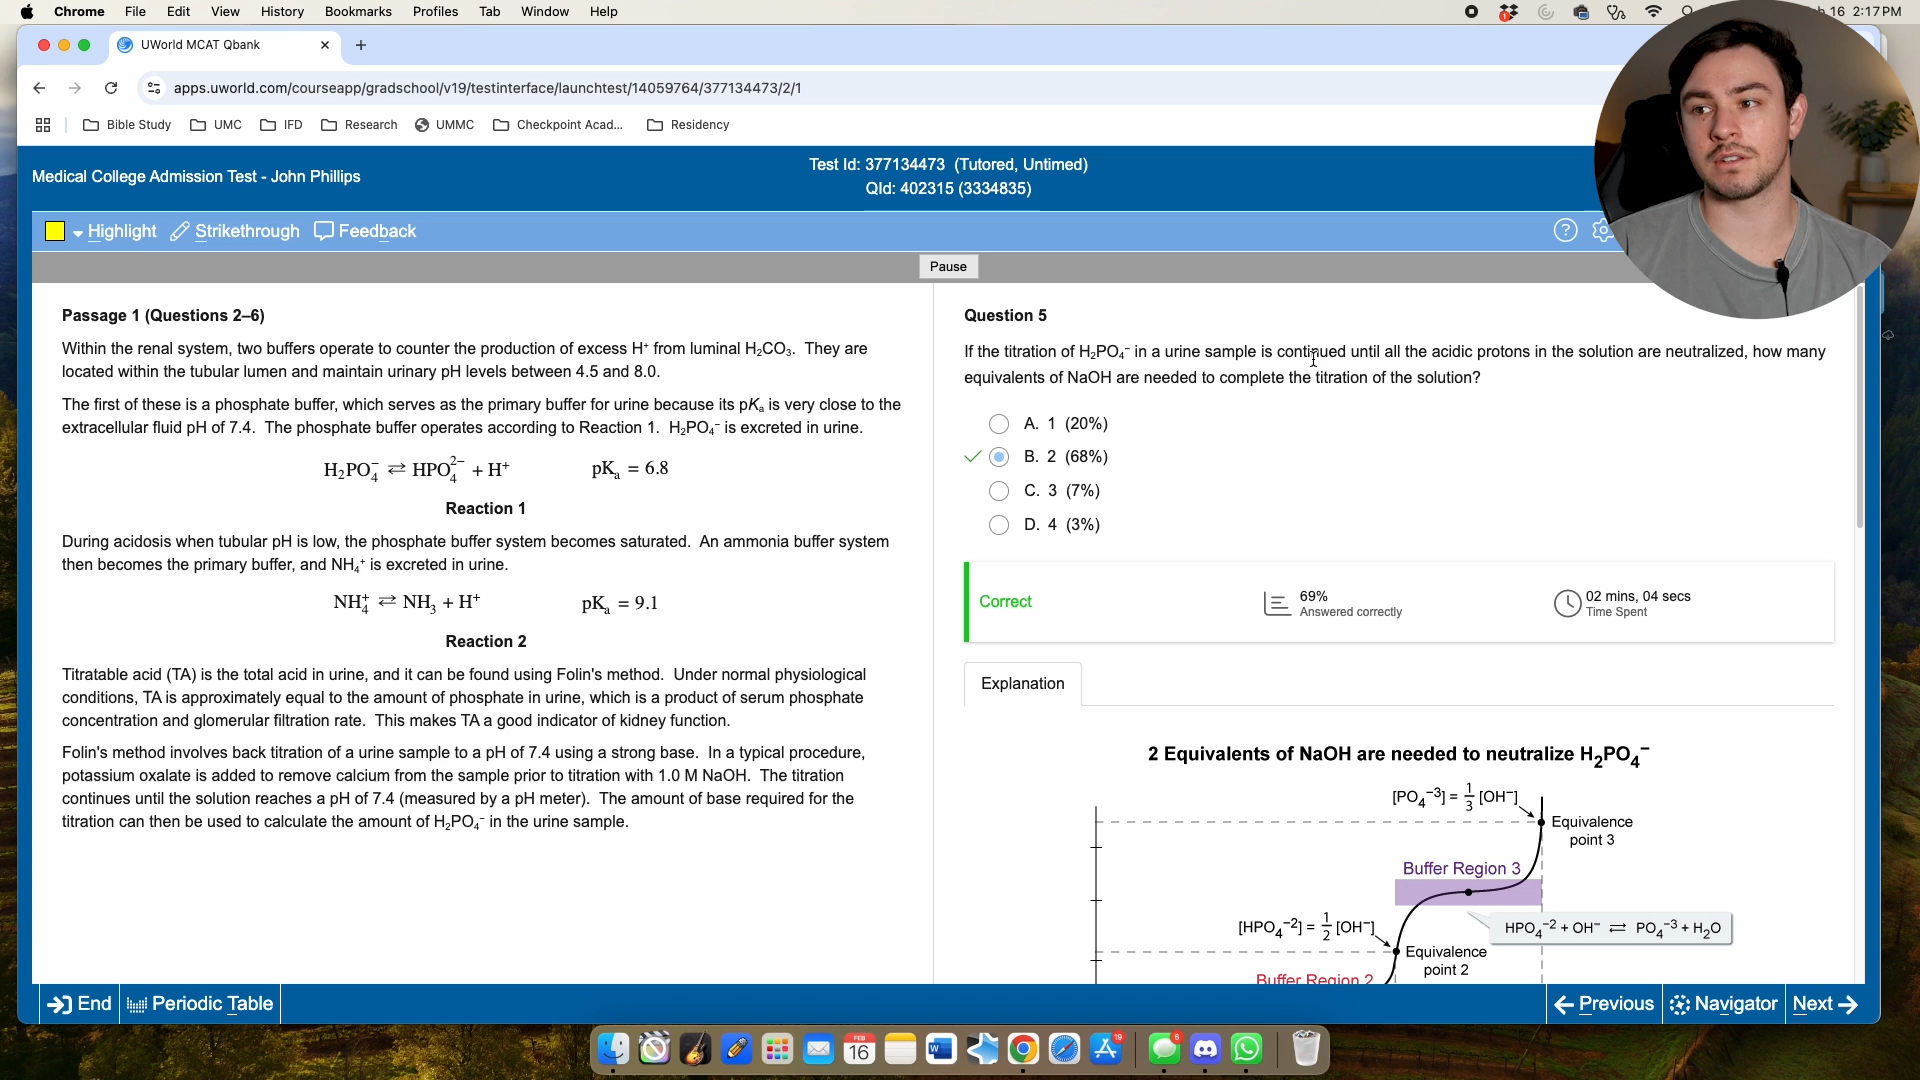 Chrome File Edit View History Bookmarks Profiles Tab Window Help
1
16 2:17 PM
UWorld MCAT Qbank
apps.uworld.com/courseapp/gradschool/v19/testinterface/launchtest/14059764/377134473/2/1
Bible Study UMC IFD Research UMMC Checkpoint Acad... Residency
Medical College Admission Test - John Phillips
Test Id: 377134473 (Tutored, Untimed)
QId: 402315 (3334835)
Highlight Strikethrough Feedback
?
Pause
Passage 1 (Questions 2–6)
Within the renal system, two buffers operate to counter the production of excess H⁺ from luminal H₂CO₃. They are
located within the tubular lumen and maintain urinary pH levels between 4.5 and 8.0.
The first of these is a phosphate buffer, which serves as the primary buffer for urine because its pKₐ is very close to the
extracellular fluid pH of 7.4. The phosphate buffer operates according to Reaction 1. H₂PO₄⁻ is excreted in urine.
H₂PO₄⁻ ⇌ HPO₄²⁻ + H⁺ pKₐ = 6.8
Reaction 1
During acidosis when tubular pH is low, the phosphate buffer system becomes saturated. An ammonia buffer system
then becomes the primary buffer, and NH₄⁺ is excreted in urine.
NH₄⁺ ⇌ NH₃ + H⁺ pKₐ = 9.1
Reaction 2
Titratable acid (TA) is the total acid in urine, and it can be found using Folin's method. Under normal physiological
conditions, TA is approximately equal to the amount of phosphate in urine, which is a product of serum phosphate
concentration and glomerular filtration rate. This makes TA a good indicator of kidney function.
Folin's method involves back titration of a urine sample to a pH of 7.4 using a strong base. In a typical procedure,
potassium oxalate is added to remove calcium from the sample prior to titration with 1.0 M NaOH. The titration
continues until the solution reaches a pH of 7.4 (measured by a pH meter). The amount of base required for the
titration can then be used to calculate the amount of H₂PO₄⁻ in the urine sample.
Question 5
If the titration of H₂PO₄⁻ in a urine sample is continued until all the acidic protons in the solution are neutralized, how many
equivalents of NaOH are needed to complete the titration of the solution?
A. 1 (20%)
B. 2 (68%)
C. 3 (7%)
D. 4 (3%)
Correct
69%
Answered correctly
02 mins, 04 secs
Time Spent
Explanation
2 Equivalents of NaOH are needed to neutralize H₂PO₄⁻
[PO₄⁻³] = 1/3 [OH⁻]
Equivalence
point 3
Buffer Region 3
HPO₄⁻² + OH⁻ ⇌ PO₄⁻³ + H₂O
[HPO₄⁻²] = 1/2 [OH⁻]
Equivalence
point 2
Buffer Region 2
End Periodic Table
Previous Navigator Next
FEB
16
19
6